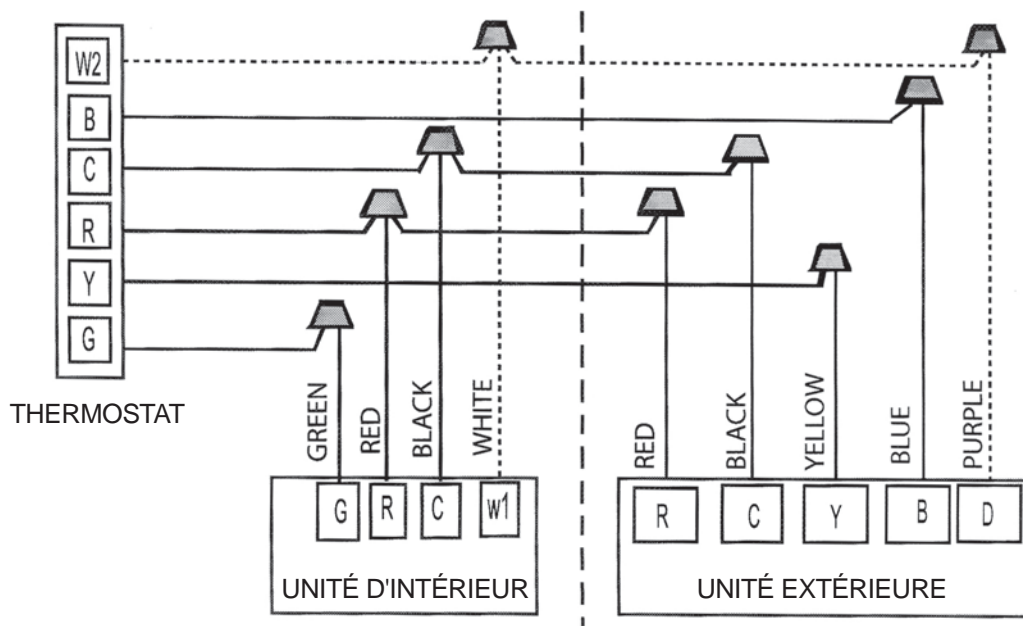 W2
B
C
R
Y
G
THERMOSTAT
GREEN
RED
BLACK
WHITE
RED
BLACK
YELLOW
BLUE
PURPLE
G R C W1
R C Y B D
UNITÉ D'INTÉRIEUR
UNITÉ EXTÉRIEURE